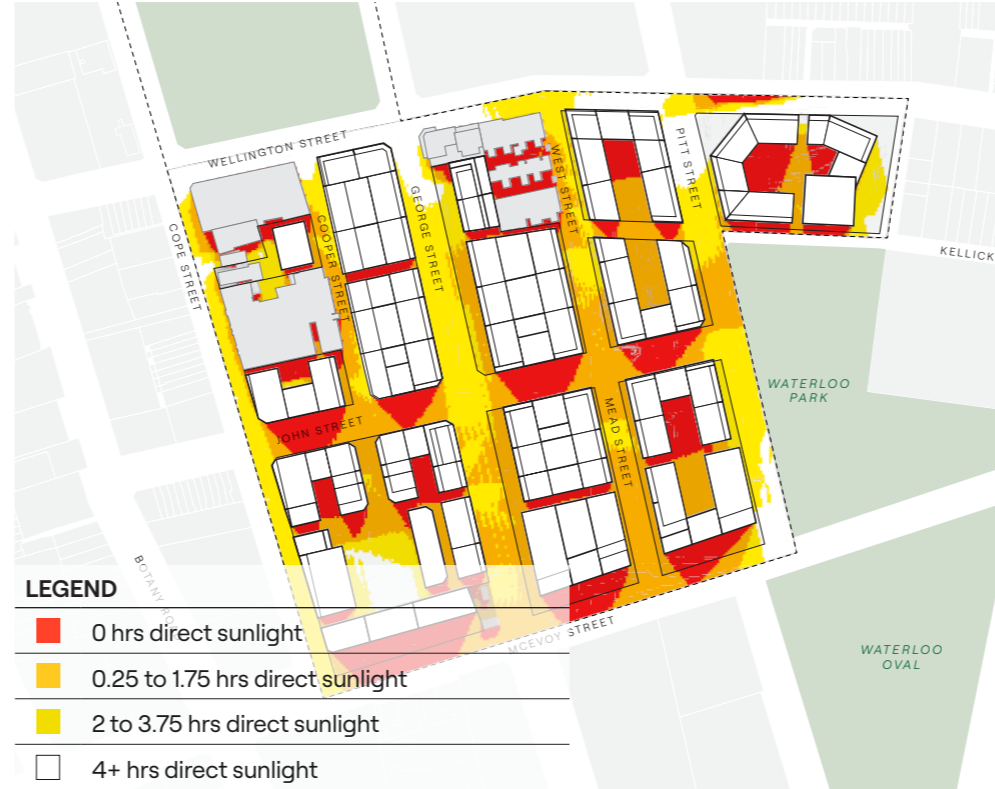 WELLINGTON STREET
COPE STREET
COOPER STREET
GEORGE STREET
WEST STREET
PITT STREET
KELLICK
WATERLOO
PARK
JOHN STREET
MEAD STREET
BOTANY ROA
MCEVOY STREET
WATERLOO
OVAL
LEGEND
0 hrs direct sunlight
0.25 to 1.75 hrs direct sunlight
2 to 3.75 hrs direct sunlight
4+ hrs direct sunlight